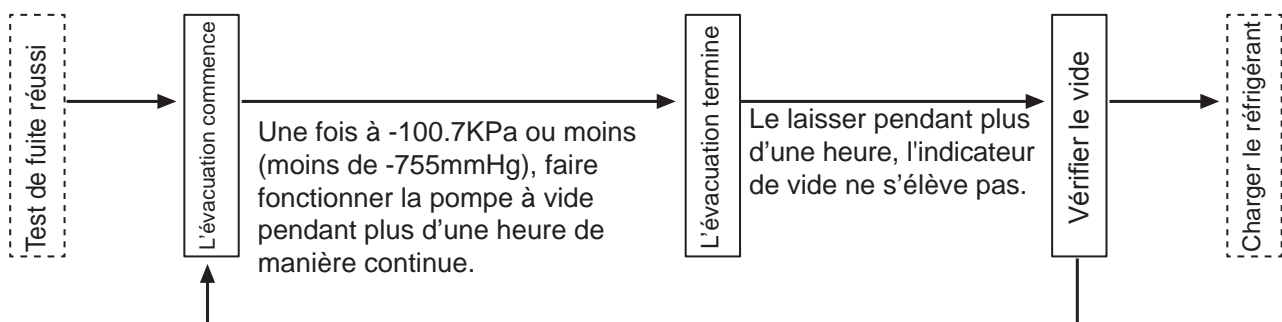 Test de fuite réussi
L'évacuation commence
Une fois à -100.7KPa ou moins
(moins de -755mmHg), faire
fonctionner la pompe à vide
pendant plus d’une heure de
manière continue.
L'évacuation termine
Le laisser pendant plus
d’une heure, l'indicateur
de vide ne s’élève pas.
Vérifier le vide
Charger le réfrigérant